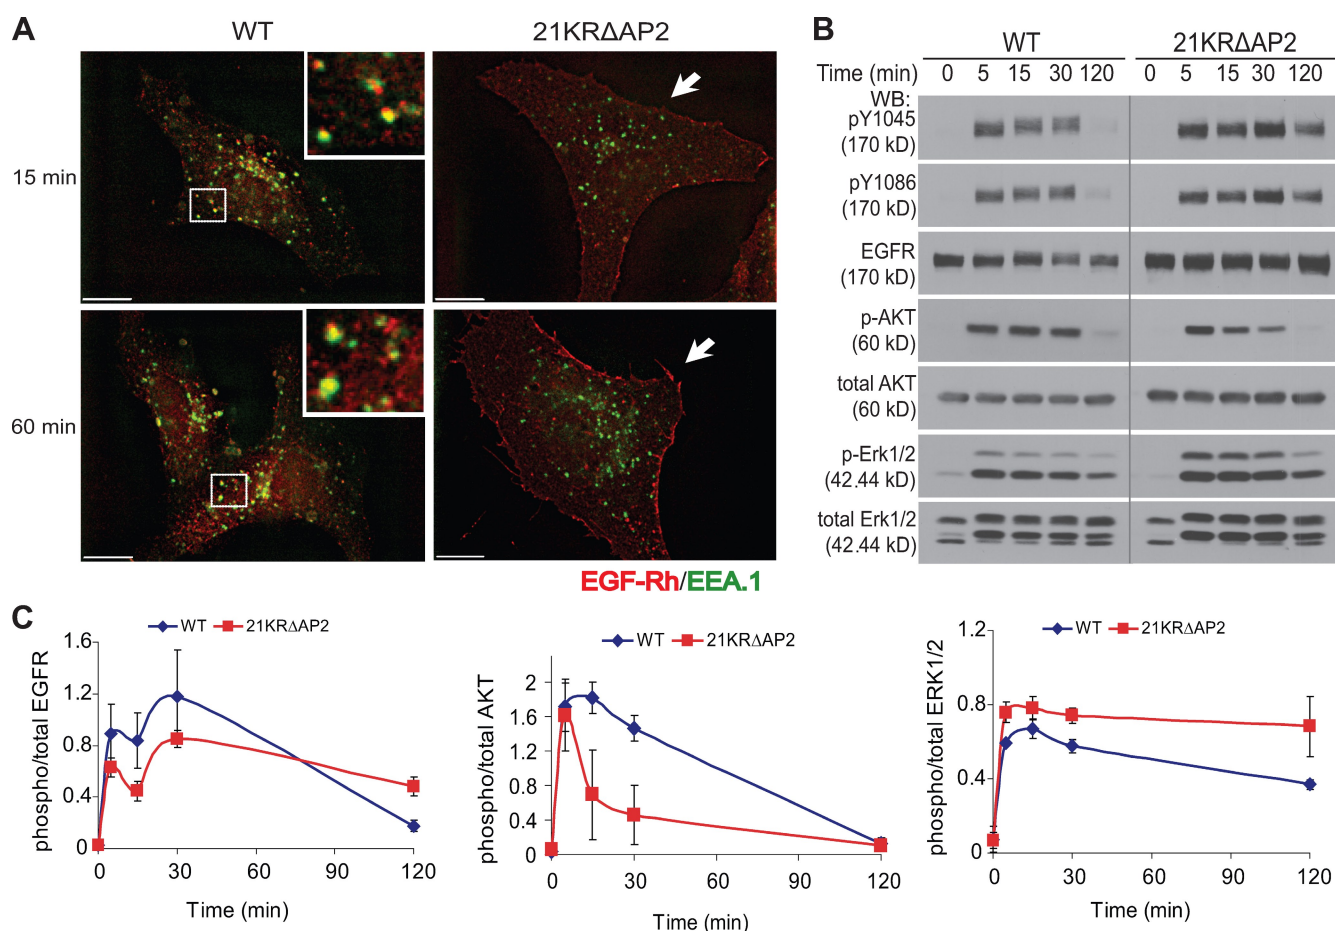 A
WT
21KRΔAP2
15 min
60 min
EGF-Rh/EEA.1
B
WT
21KRΔAP2
Time (min) 0 5 15 30 120 0 5 15 30 120
WB:
pY1045
(170 kD)
pY1086
(170 kD)
EGFR
(170 kD)
p-AKT
(60 kD)
total AKT
(60 kD)
p-Erk1/2
(42.44 kD)
total Erk1/2
(42.44 kD)
C
WT 21KRΔAP2
phospho/total EGFR
1.6
1.2
0.8
0.4
0
0 30 60 90 120
Time (min)
WT 21KRΔAP2
phospho/total AKT
2
1.6
1.2
0.8
0.4
0
0 30 60 90 120
Time (min)
WT 21KRΔAP2
phospho/total ERK1/2
1.2
0.8
0.4
0
0 30 60 90 120
Time (min)